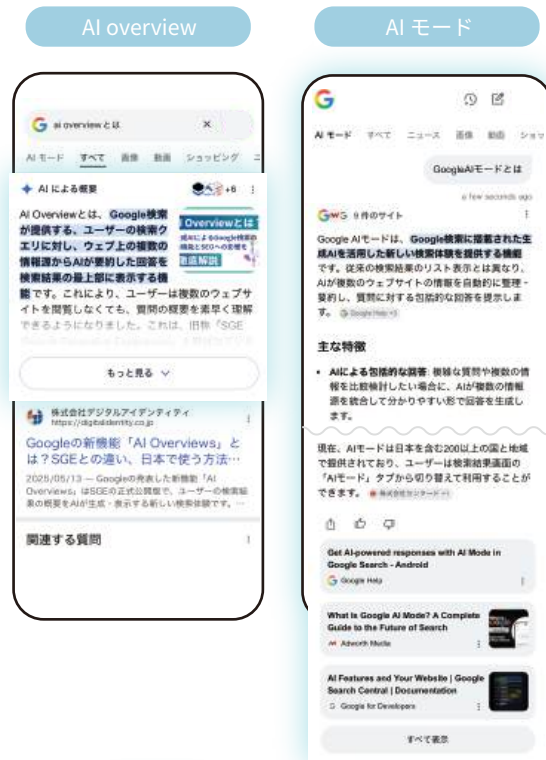 AI overview
ai overviewとは
×
AI モード すべて 画像 動画 ショッピング ニ
AI による概要
+6
AI Overviewとは、Google検索
が提供する、ユーザーの検索ク
エリに対し、ウェブ上の複数の
情報源からAIが要約した回答を
検索結果の最上部に表示する機
能です。これにより、ユーザーは複数のウェブサ
イトを閲覧しなくても、質問の概要を素早く理解
できるようになりました。これは、旧称「SGE
Overviewとは
徹底解説
もっと見る
株式会社デジタルアイデンティティ
https://digitalidentity.co.jp
Googleの新機能「AI Overviews」と
は？SGEとの違い、日本で使う方法…
2025/05/13 — Googleの発表した新機能「AI
Overviews」はSGEの正式公開版で、ユーザーの検索結
果の概要をAIが生成・表示する新しい検索体験です。…
関連する質問
AI モード
AI モード すべて ニュース 画像 動画 ショッ
GoogleAIモードとは
a few seconds ago
GwG 9 件のサイト
Google AIモードは、Google検索に搭載された生
成AIを活用した新しい検索体験を提供する機能
です。従来の検索結果のリスト表示とは異なり、
AIが複数のウェブサイトの情報を自動的に整理・
要約し、質問に対する包括的な回答を提示しま
す。 Google Help +3
主な特徴
• AIによる包括的な回答: 複雑な質問や複数の情
報を比較検討したい場合に、AIが複数の情報
源を統合して分かりやすい形で回答を生成し
ます。
現在、AIモードは日本を含む200以上の国と地域
で提供されており、ユーザーは検索結果画面の
「AIモード」タブから切り替えて利用することが
できます。
Get AI-powered responses with AI Mode in
Google Search - Android
Google Help
What Is Google AI Mode? A Complete
Guide to the Future of Search
Adworth Media
AI Features and Your Website | Google
Search Central | Documentation
Google for Developers
すべて表示